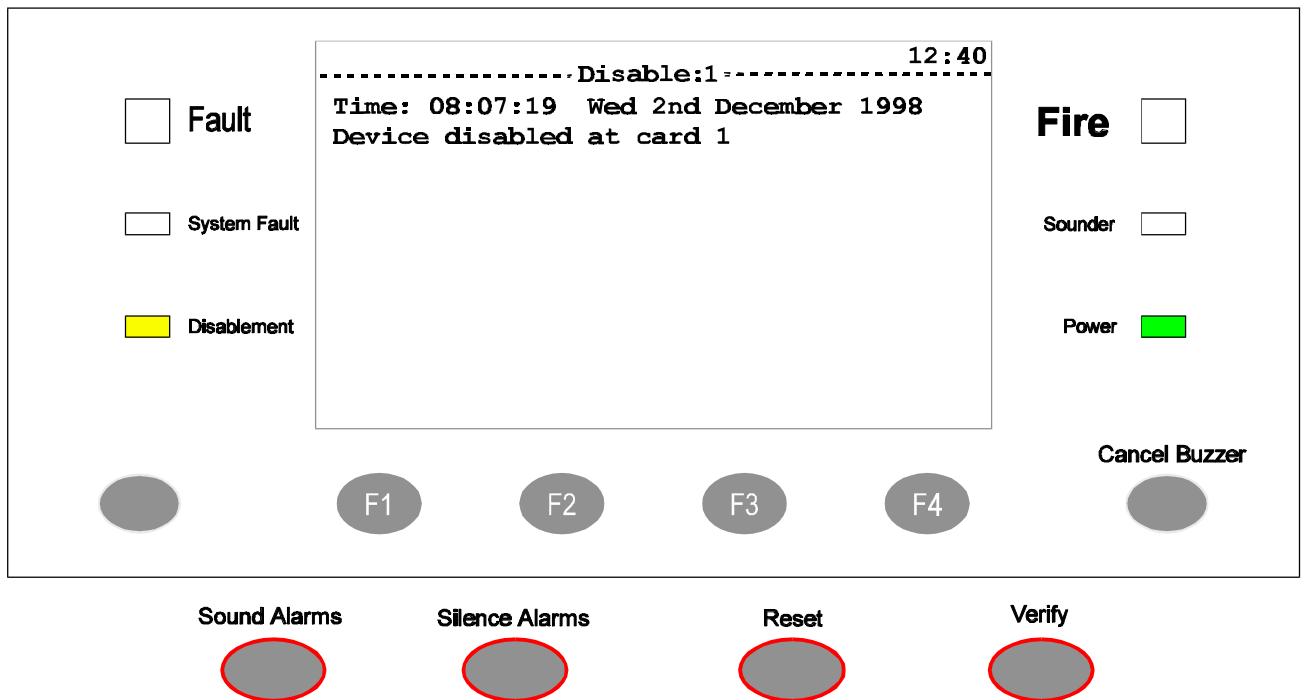 12:40
Disable:1
Time: 08:07:19 Wed 2nd December 1998
Device disabled at card 1
Fault
Fire
System Fault
Sounder
Disablement
Power
Cancel Buzzer
F1 F2 F3 F4
Sound Alarms Silence Alarms Reset Verify